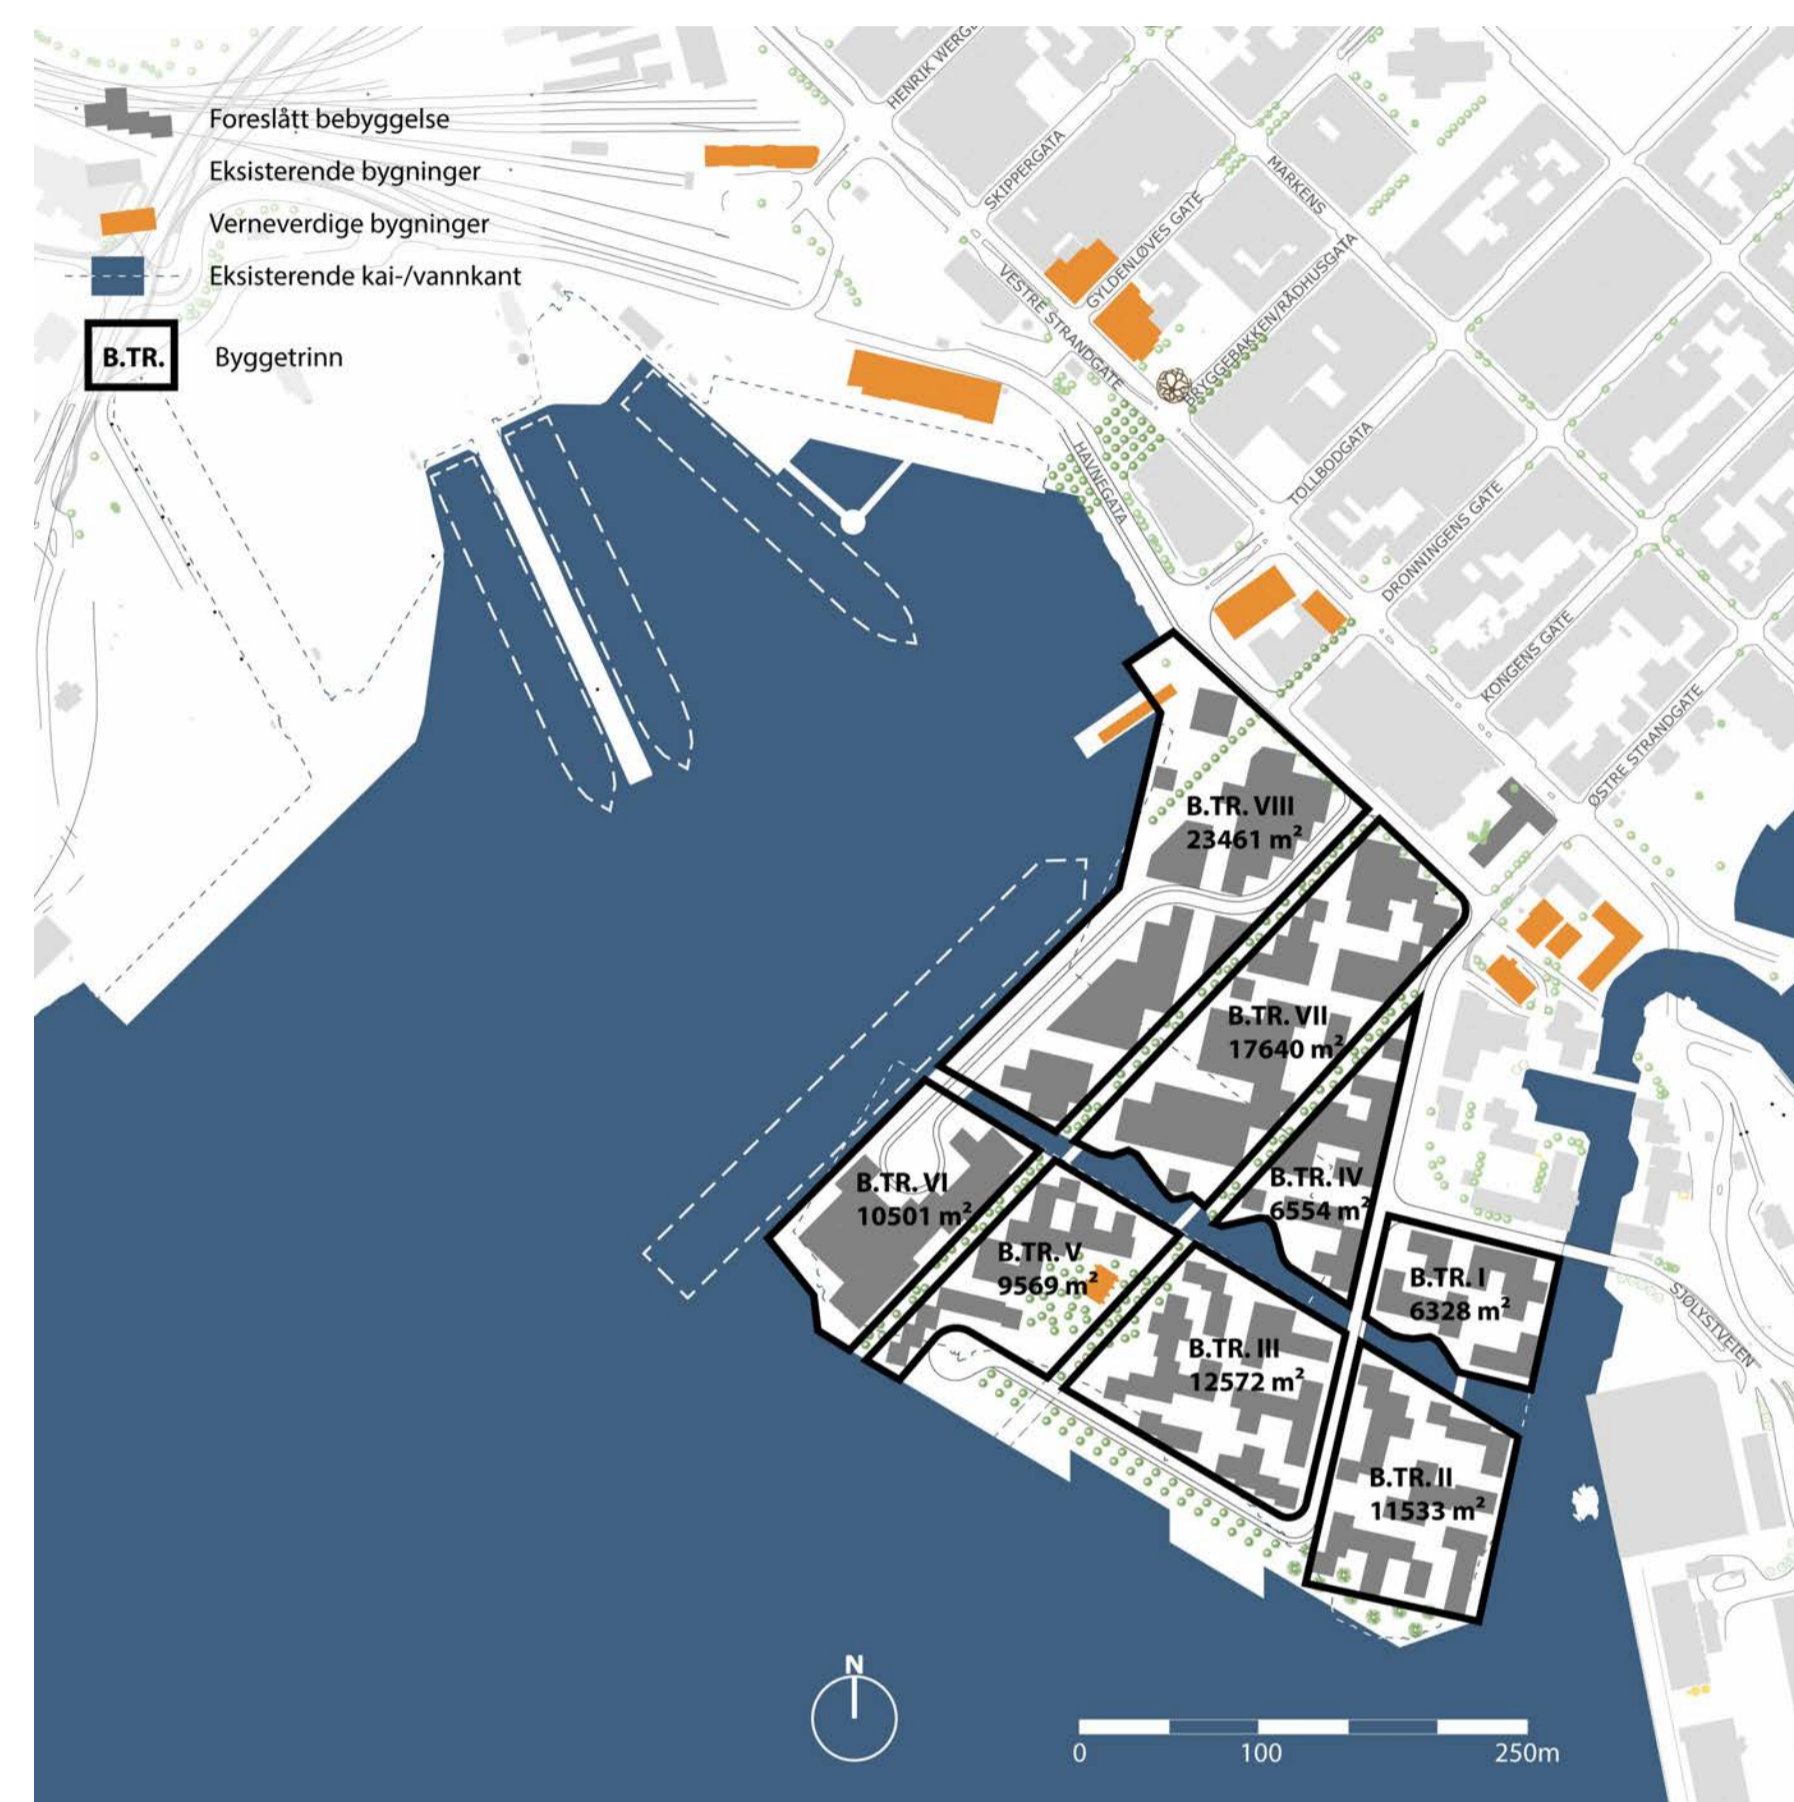 HENRIK WERGE
Foreslått bebyggelse
Eksisterende bygninger
Verneverdige bygninger
Eksisterende kai-/vannkant
B.TR.
Byggetrinn
SKIPPERGATA
MARKENS
GYLDENLØVES GATE
VESTRE STRANDGATE
BRYGGEBAKKEN/RÅDHUSGATA
HAVNEGATA
TOLLBODGATA
DRONNINGENS GATE
KONGENS GATE
ØSTRE STRANDGATE
B.TR. VIII
23461 m²
B.TR. VII
17640 m²
B.TR. IV
6554 m²
B.TR. VI
10501 m²
B.TR. V
9569 m²
B.TR. I
6328 m²
SJØLYSTVEIEN
B.TR. III
12572 m²
B.TR. II
11533 m²
N
0 100 250m